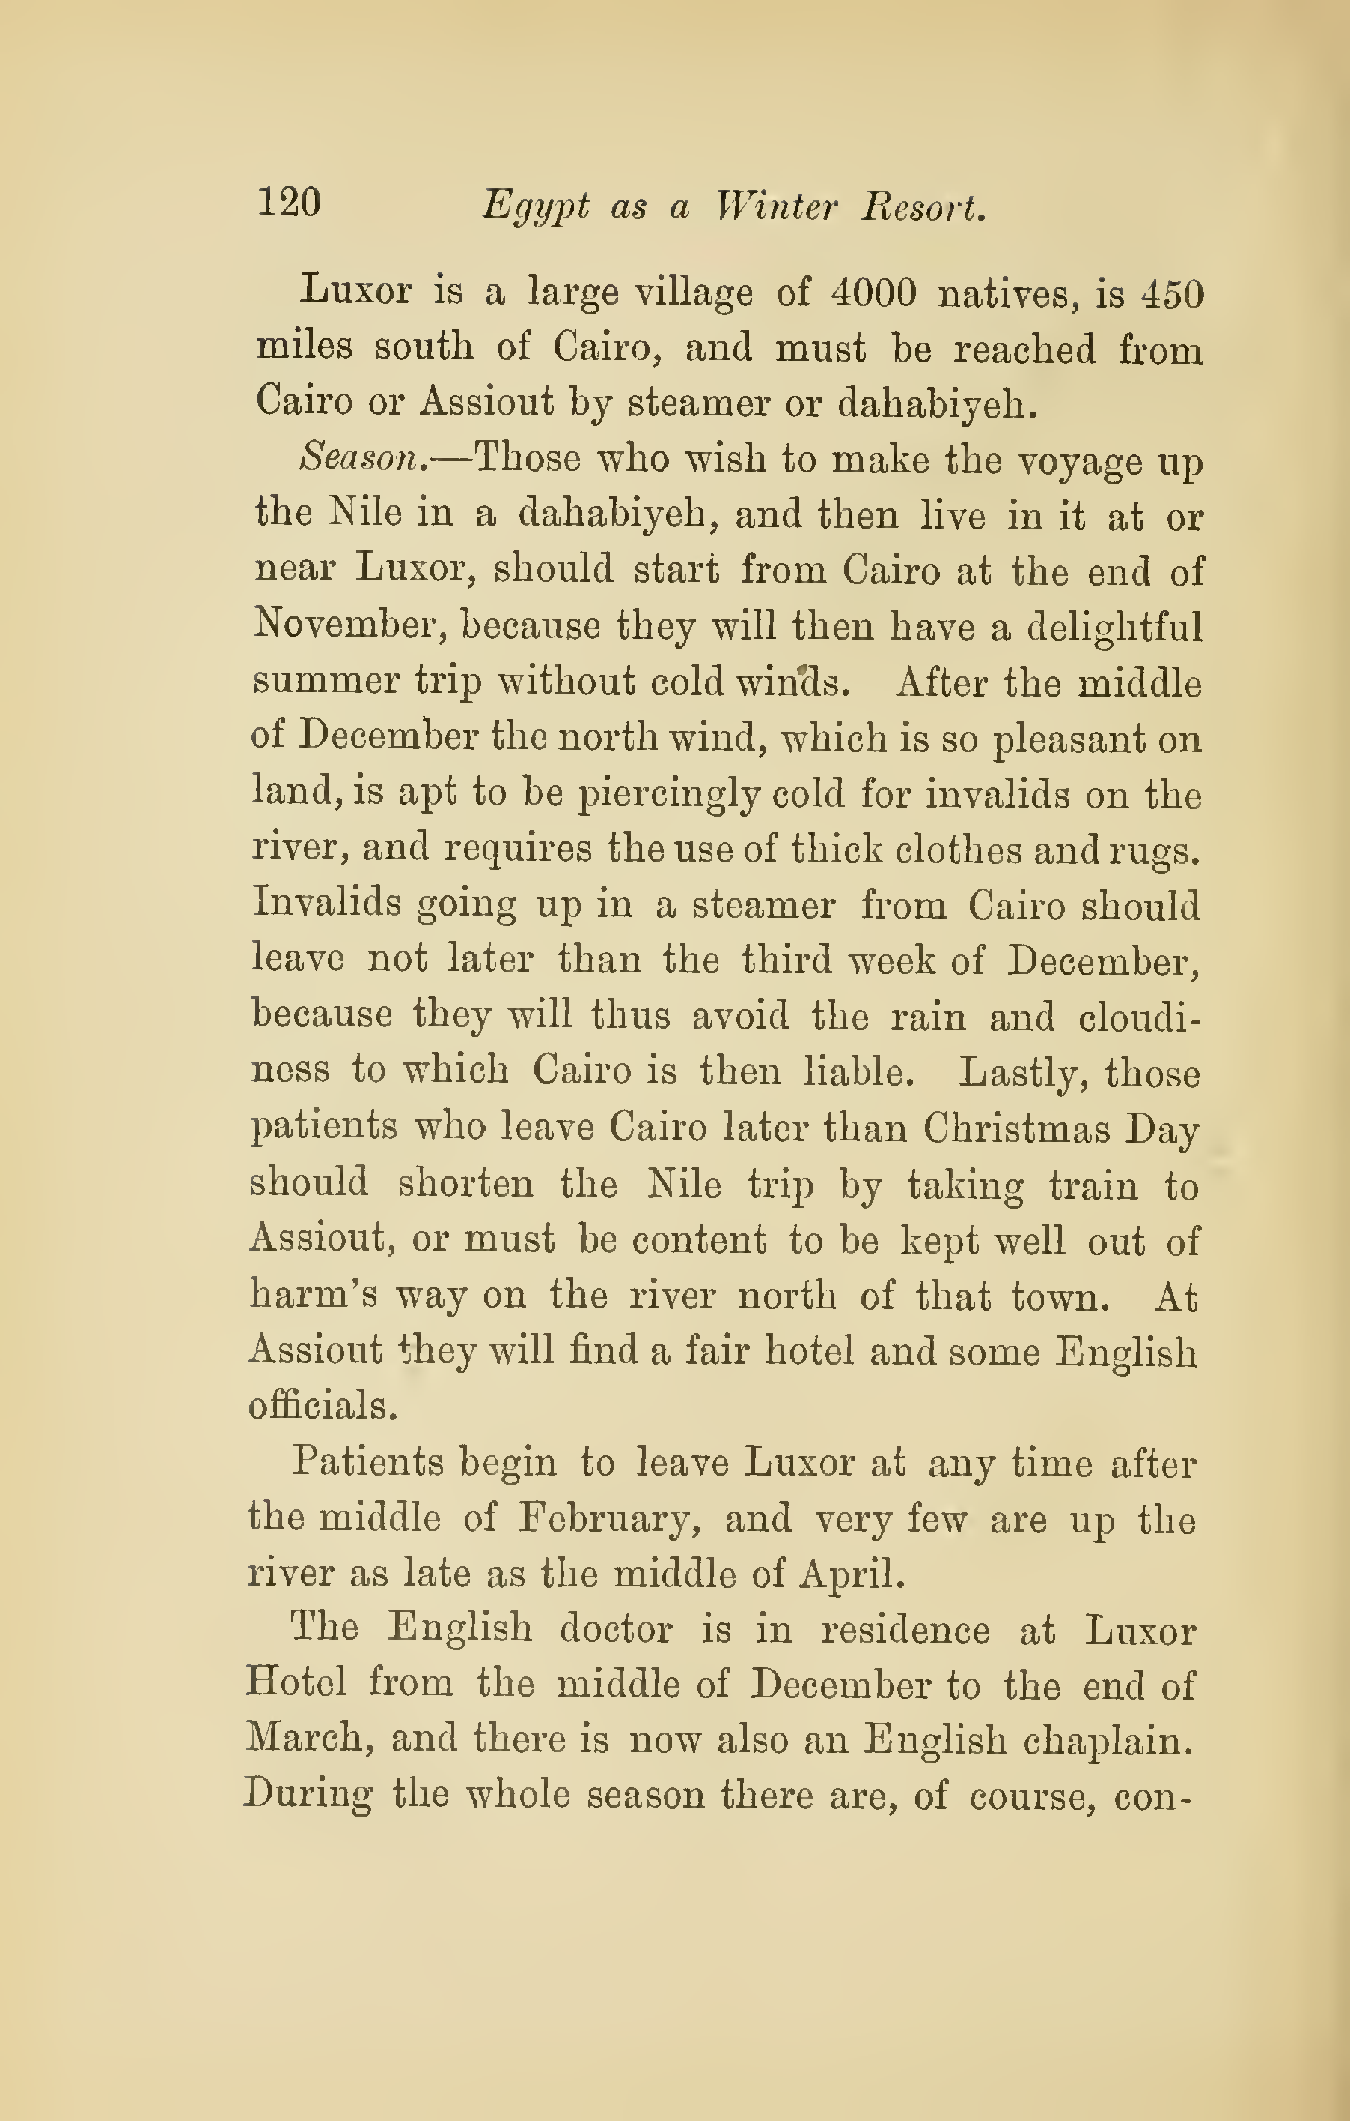 120 Egypt as a Winter Resort.
Luxor is a large village of 4000 natives, is 450
miles south of Cairo, and must be reached from
Cairo or Assiout by steamer or dahabiyeh.
Season.—Those who wish to make the voyage up
the Nile in a dahabiyeh, and then live in it at or
near Luxor, should start from Cairo at the end of
November, because they will then have a delightful
summer trip without cold winds. After the middle
of December the north wind, which is so pleasant on
land, is apt to be piercingly cold for invalids on the
river, and requires the use of thick clothes and rugs.
Invalids going up in a steamer from Cairo should
leave not later than the third week of December,
because they will thus avoid the rain and cloudi-
ness to which Cairo is then liable. Lastly, those
patients who leave Cairo later than Christmas Day
should shorten the Nile trip by taking train to
Assiout, or must be content to be kept well out of
harm's way on the river north of that town. At
Assiout they will find a fair hotel and some English
officials.
Patients begin to leave Luxor at any time after
the middle of February, and very few are up the
river as late as the middle of April.
The English doctor is in residence at Luxor
Hotel from the middle of December to the end of
March, and there is now also an English chaplain.
During the whole season there are, of course, con-